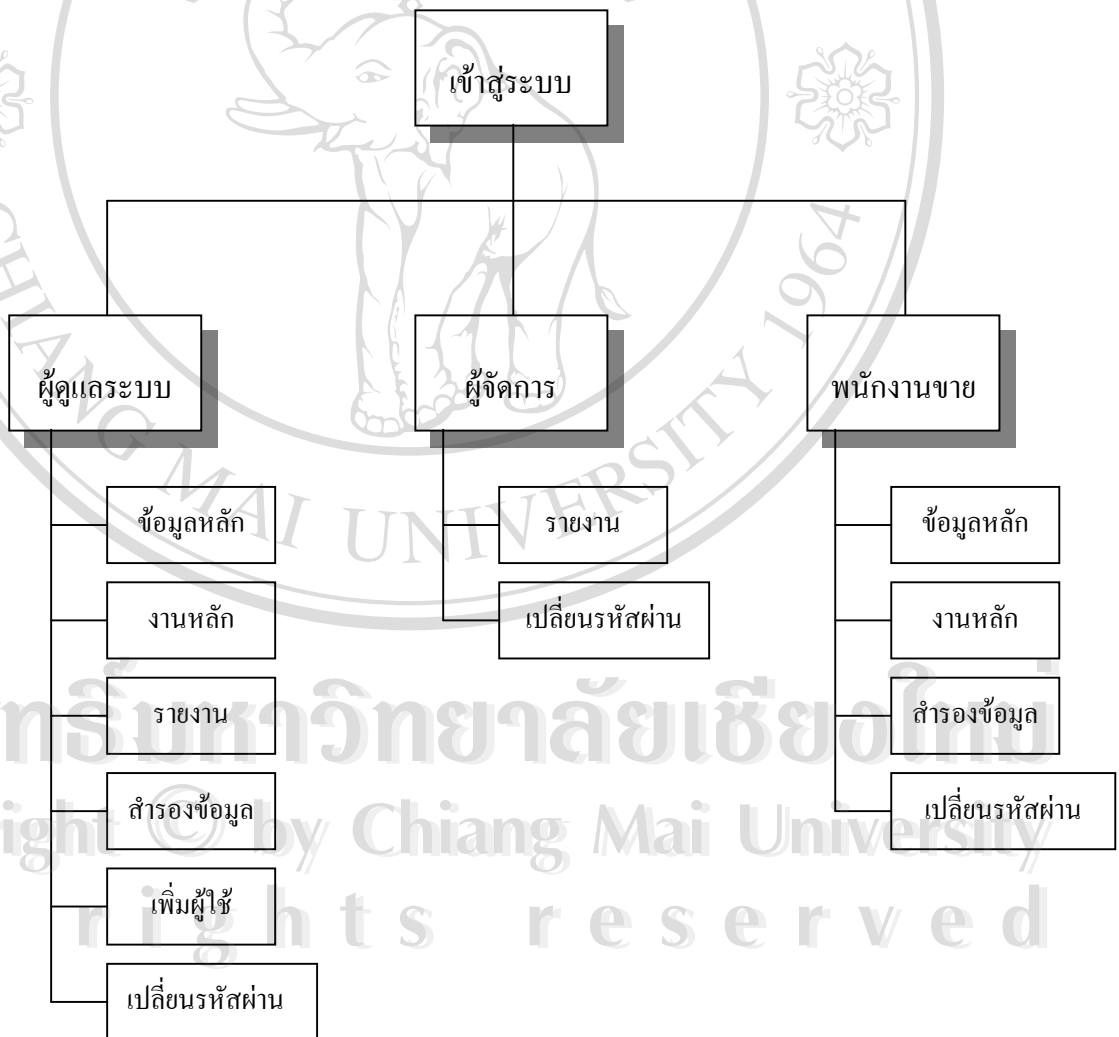 เข้าสู่ระบบ
ผู้ดูแลระบบ
ผู้จัดการ
พนักงานขาย
ข้อมูลหลัก
งานหลัก
รายงาน
สำรองข้อมูล
เพิ่มผู้ใช้
เปลี่ยนรหัสผ่าน
รายงาน
เปลี่ยนรหัสผ่าน
ข้อมูลหลัก
งานหลัก
สำรองข้อมูล
เปลี่ยนรหัสผ่าน
CHIANG MAI UNIVERSITY 1964
มหาวิทยาลัยเชียงใหม่
© by Chiang Mai University
rights reserved